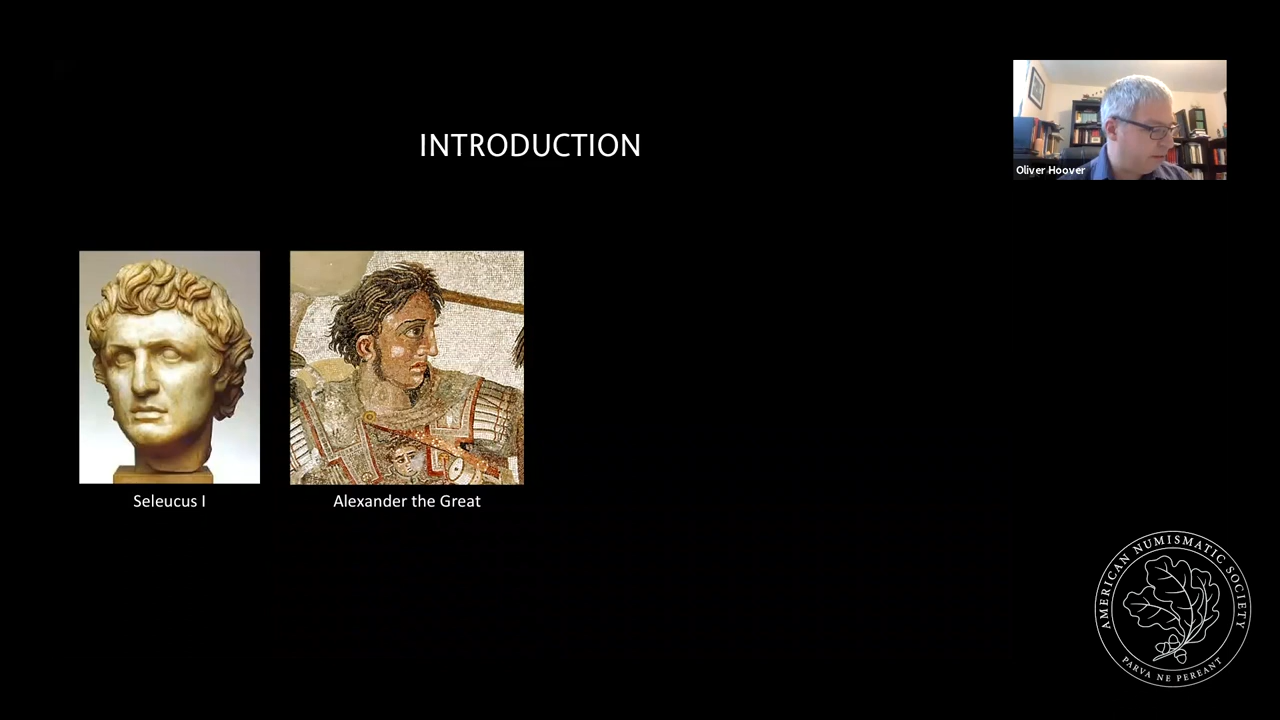 INTRODUCTION
Oliver Hoover
Seleucus I
Alexander the Great
AMERICAN NUMISMATIC SOCIETY
PARVA NE PEREANT